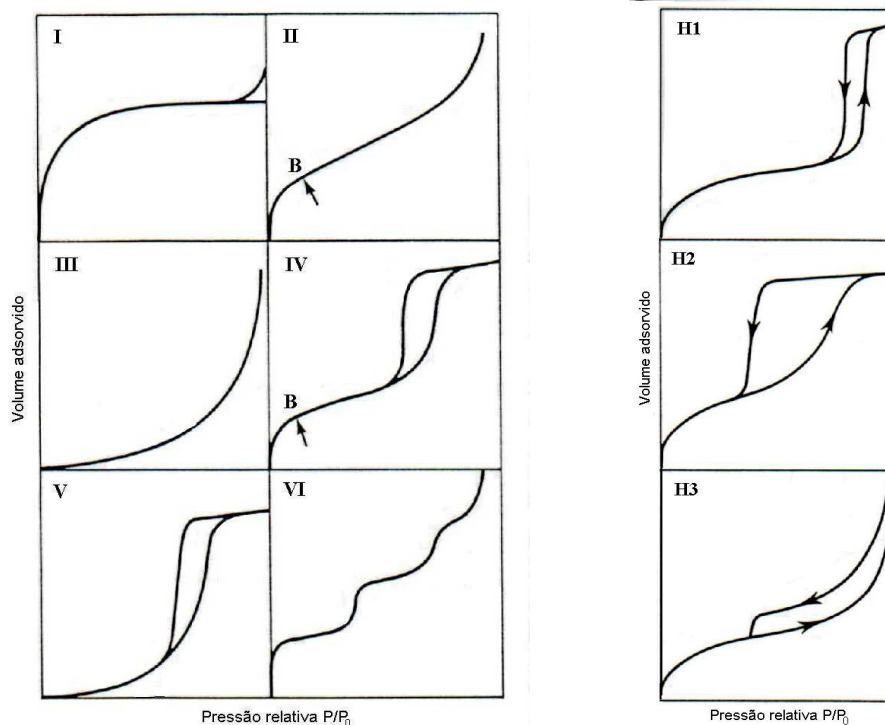 I
II
B
III
IV
B
V
VI
Volume adsorvido
Pressão relativa P/P₀
H1
H2
H3
Volume adsorvido
Pressão relativa P/P₀